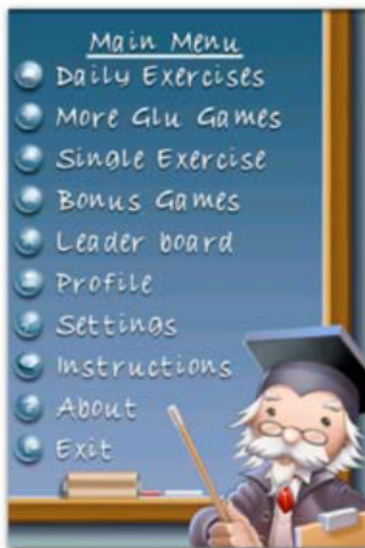 Main Menu
Daily Exercises
More Glu Games
Single Exercise
Bonus Games
Leader board
Profile
Settings
Instructions
About
Exit